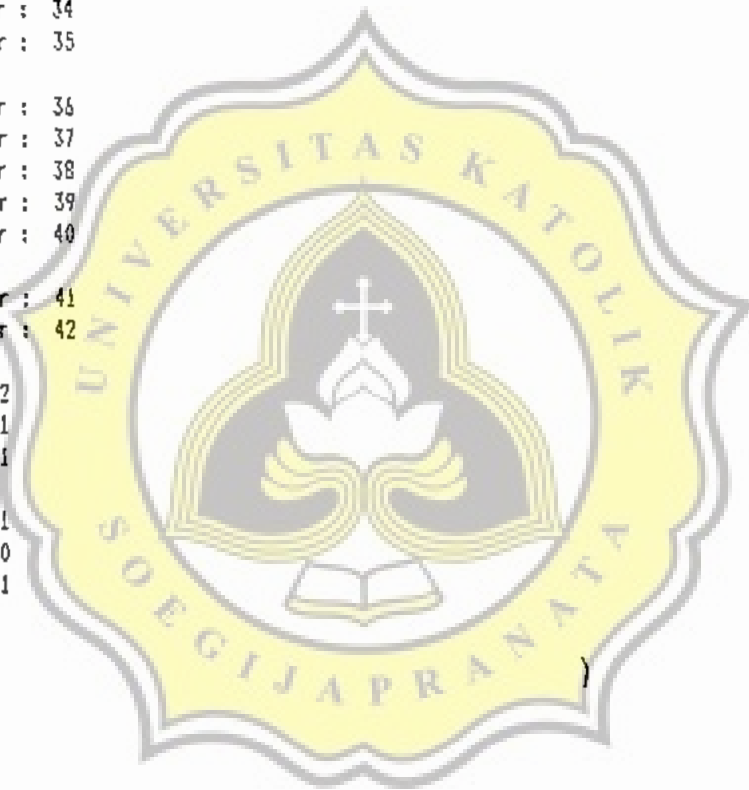 r : 34
r : 35
r : 36
r : 37
r : 38
r : 39
r : 40
r : 41
r : 42
2
1
1
1
0
1
)
UNIVERSITAS KATOLIK
SOEGIJAPRANATA